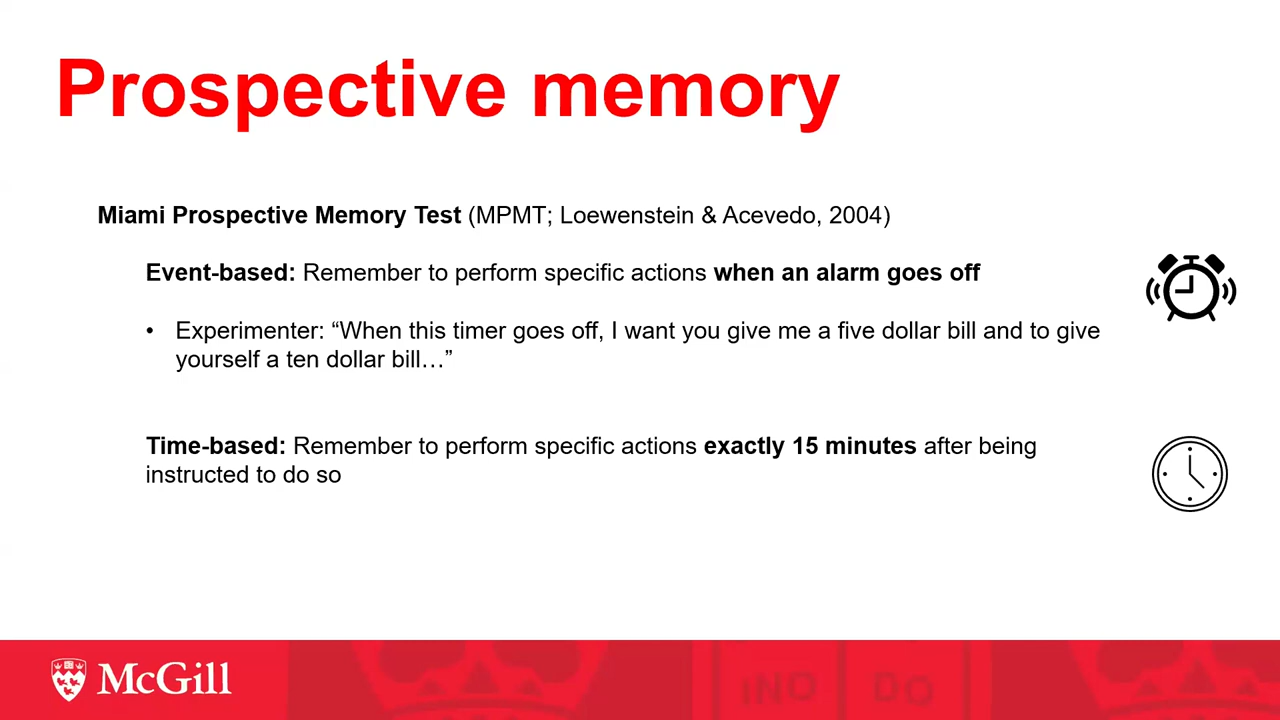 Prospective memory
Miami Prospective Memory Test (MPMT; Loewenstein & Acevedo, 2004)
Event-based: Remember to perform specific actions when an alarm goes off
• Experimenter: “When this timer goes off, I want you give me a five dollar bill and to give
yourself a ten dollar bill…”
Time-based: Remember to perform specific actions exactly 15 minutes after being
instructed to do so
McGill
INO DO